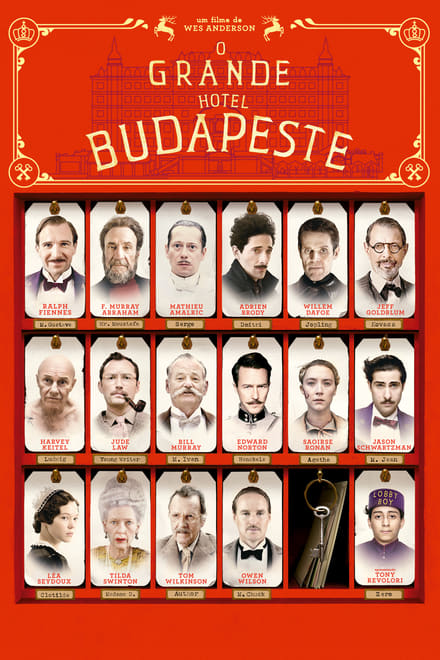 um filme de
WES ANDERSON
O
GRANDE
HOTEL
BUDAPESTE
RALPH
FIENNES
M. Gustave
F. MURRAY
ABRAHAM
Mr. Moustafa
MATHIEU
AMALRIC
Serge
ADRIEN
BRODY
Dmitri
WILLEM
DAFOE
Jopling
JEFF
GOLDBLUM
Kovacs
HARVEY
KEITEL
Ludwig
JUDE
LAW
Young Writer
BILL
MURRAY
M. Ivan
EDWARD
NORTON
Henckels
SAOIRSE
RONAN
Agatha
JASON
SCHWARTZMAN
M. Jean
LÉA
SEYDOUX
Clotilde
TILDA
SWINTON
Madame D.
TOM
WILKINSON
Author
OWEN
WILSON
M. Chuck
LOBBY
BOY
TONY
REVOLORI
Zero